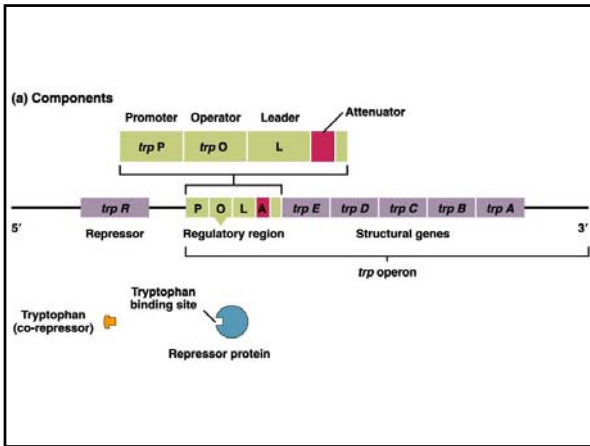 (a) Components
Attenuator
Promoter Operator Leader
trp P trp O L
trp R P O L A trp E trp D trp C trp B trp A
5' Repressor Regulatory region Structural genes 3'
trp operon
Tryptophan
(co-repressor)
Tryptophan
binding site
Repressor protein